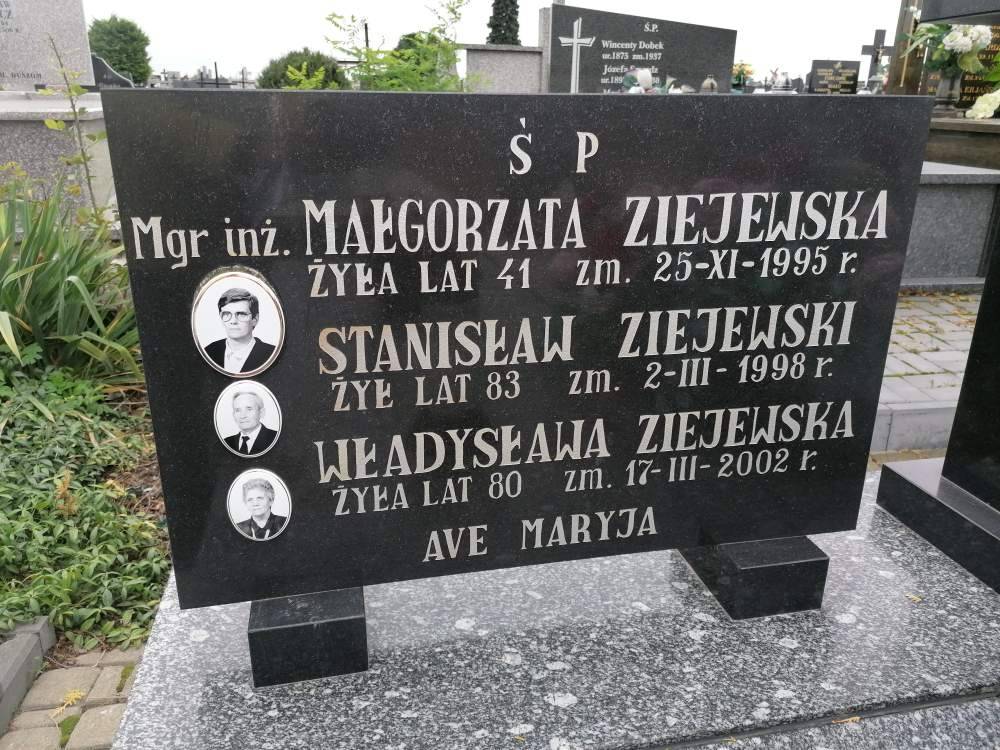 Ś P
Mgr inż. MAŁGORZATA ZIEJEWSKA
ŻYŁA LAT 41 zm. 25-XI-1995 r.
STANISŁAW ZIEJEWSKI
ŻYŁ LAT 83 zm. 2-III-1998 r.
WŁADYSŁAWA ZIEJEWSKA
ŻYŁA LAT 80 zm. 17-III-2002 r.
AVE MARYJA
Ś.P.
Wincenty Dobek
ur.1875 zm.1937
Józefa